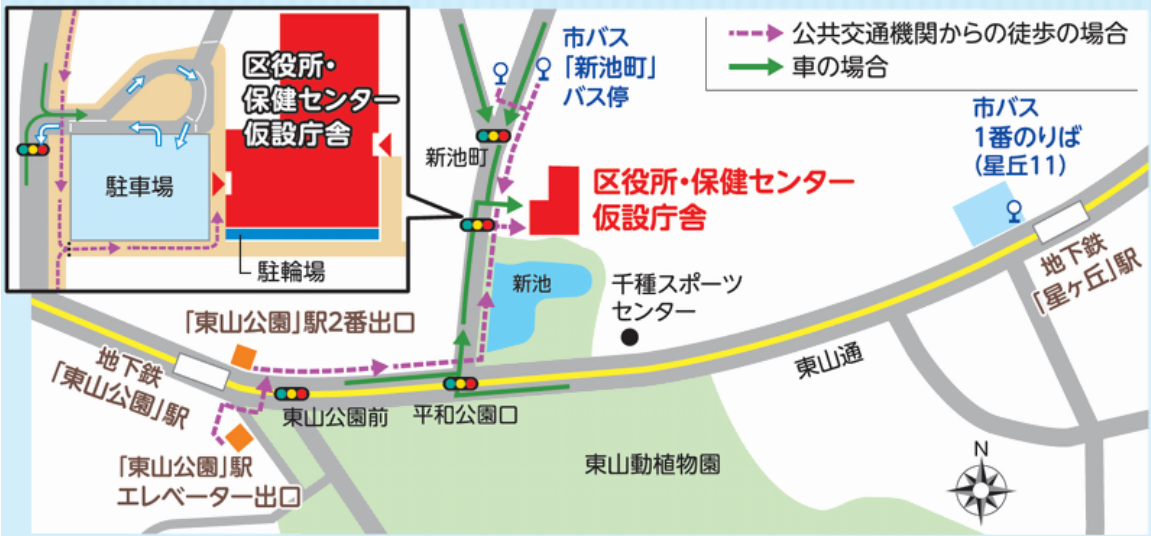 区役所・
保健センター
仮設庁舎
駐車場
駐輪場
市バス
「新池町」
バス停
公共交通機関からの徒歩の場合
車の場合
市バス
1番のりば
(星丘11)
新池町
区役所・保健センター
仮設庁舎
地下鉄
「星ヶ丘」駅
新池
千種スポーツ
センター
「東山公園」駅2番出口
地下鉄
「東山公園」駅
東山公園前
平和公園口
東山通
「東山公園」駅
エレベーター出口
東山動植物園
N